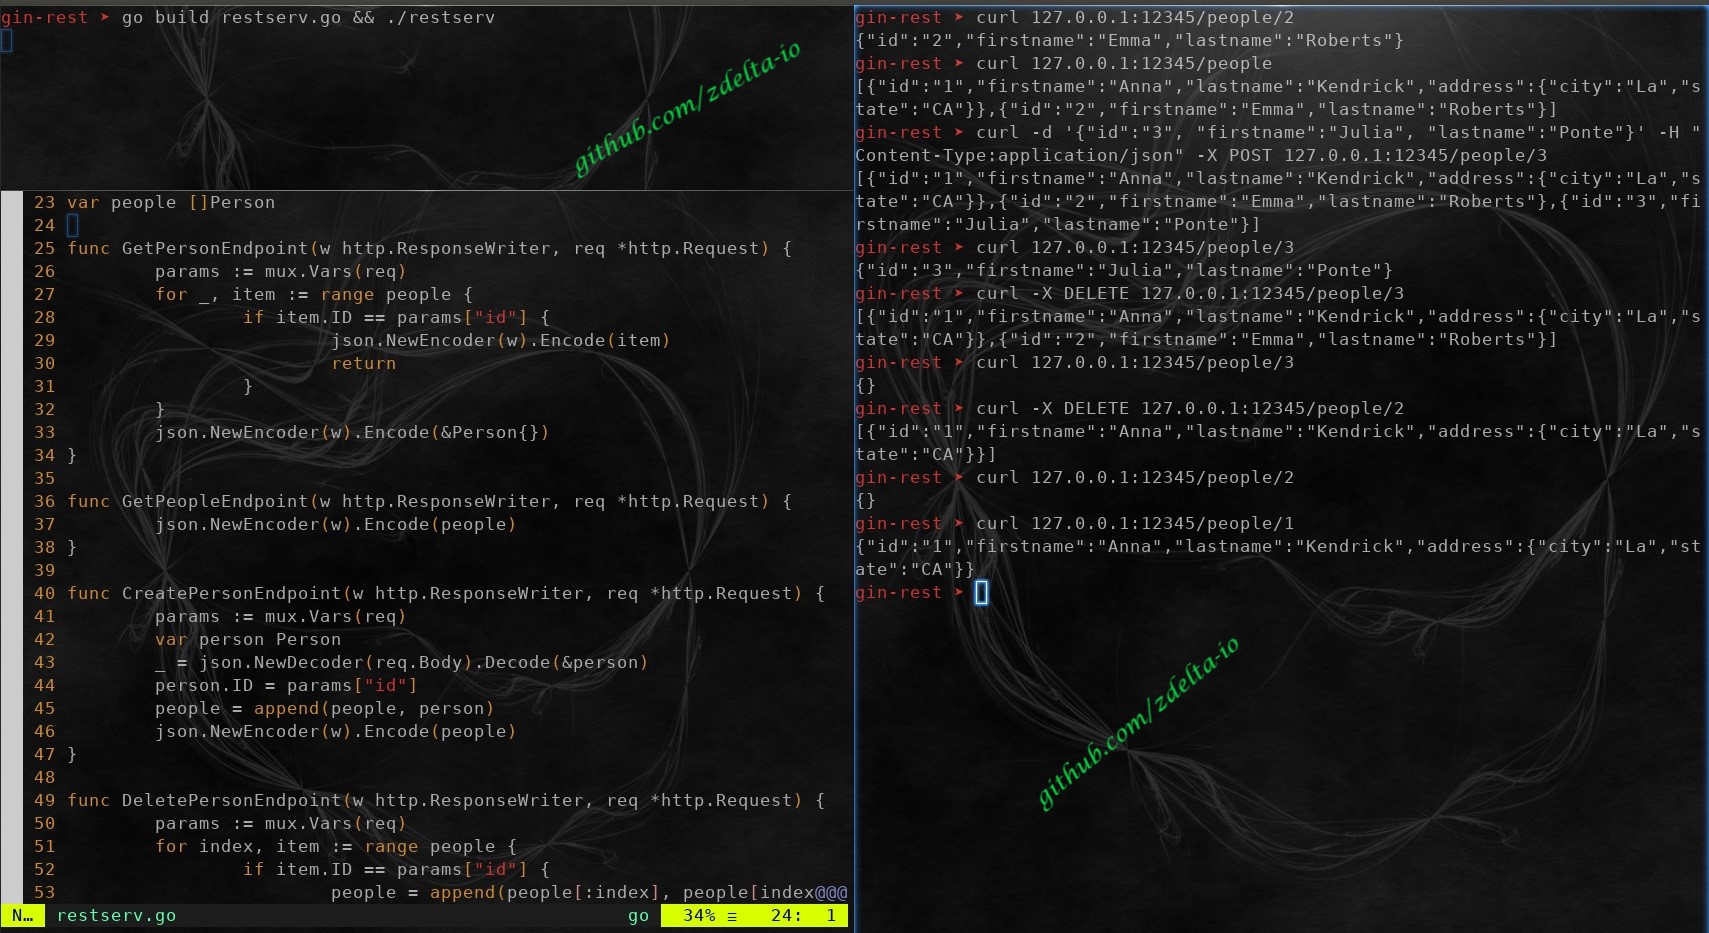 gin-rest ➤ go build restserv.go && ./restserv
github.com/zdelta-io
23 var people []Person
24
25 func GetPersonEndpoint(w http.ResponseWriter, req *http.Request) {
26         params := mux.Vars(req)
27         for _, item := range people {
28                 if item.ID == params["id"] {
29                         json.NewEncoder(w).Encode(item)
30                         return
31                 }
32         }
33         json.NewEncoder(w).Encode(&Person{})
34 }
35
36 func GetPeopleEndpoint(w http.ResponseWriter, req *http.Request) {
37         json.NewEncoder(w).Encode(people)
38 }
39
40 func CreatePersonEndpoint(w http.ResponseWriter, req *http.Request) {
41         params := mux.Vars(req)
42         var person Person
43         _ = json.NewDecoder(req.Body).Decode(&person)
44         person.ID = params["id"]
45         people = append(people, person)
46         json.NewEncoder(w).Encode(people)
47 }
48
49 func DeletePersonEndpoint(w http.ResponseWriter, req *http.Request) {
50         params := mux.Vars(req)
51         for index, item := range people {
52                 if item.ID == params["id"] {
53                         people = append(people[:index], people[index@@@
N… restserv.go go 34% ≡ 24: 1
gin-rest ➤ curl 127.0.0.1:12345/people/2
{"id":"2","firstname":"Emma","lastname":"Roberts"}
gin-rest ➤ curl 127.0.0.1:12345/people
[{"id":"1","firstname":"Anna","lastname":"Kendrick","address":{"city":"La","s
tate":"CA"}},{"id":"2","firstname":"Emma","lastname":"Roberts"}]
gin-rest ➤ curl -d '{"id":"3", "firstname":"Julia", "lastname":"Ponte"}' -H "
Content-Type:application/json" -X POST 127.0.0.1:12345/people/3
[{"id":"1","firstname":"Anna","lastname":"Kendrick","address":{"city":"La","s
tate":"CA"}},{"id":"2","firstname":"Emma","lastname":"Roberts"},{"id":"3","fi
rstname":"Julia","lastname":"Ponte"}]
gin-rest ➤ curl 127.0.0.1:12345/people/3
{"id":"3","firstname":"Julia","lastname":"Ponte"}
gin-rest ➤ curl -X DELETE 127.0.0.1:12345/people/3
[{"id":"1","firstname":"Anna","lastname":"Kendrick","address":{"city":"La","s
tate":"CA"}},{"id":"2","firstname":"Emma","lastname":"Roberts"}]
gin-rest ➤ curl 127.0.0.1:12345/people/3
{}
gin-rest ➤ curl -X DELETE 127.0.0.1:12345/people/2
[{"id":"1","firstname":"Anna","lastname":"Kendrick","address":{"city":"La","s
tate":"CA"}}]
gin-rest ➤ curl 127.0.0.1:12345/people/2
{}
gin-rest ➤ curl 127.0.0.1:12345/people/1
{"id":"1","firstname":"Anna","lastname":"Kendrick","address":{"city":"La","st
ate":"CA"}}
gin-rest ➤
github.com/zdelta-io